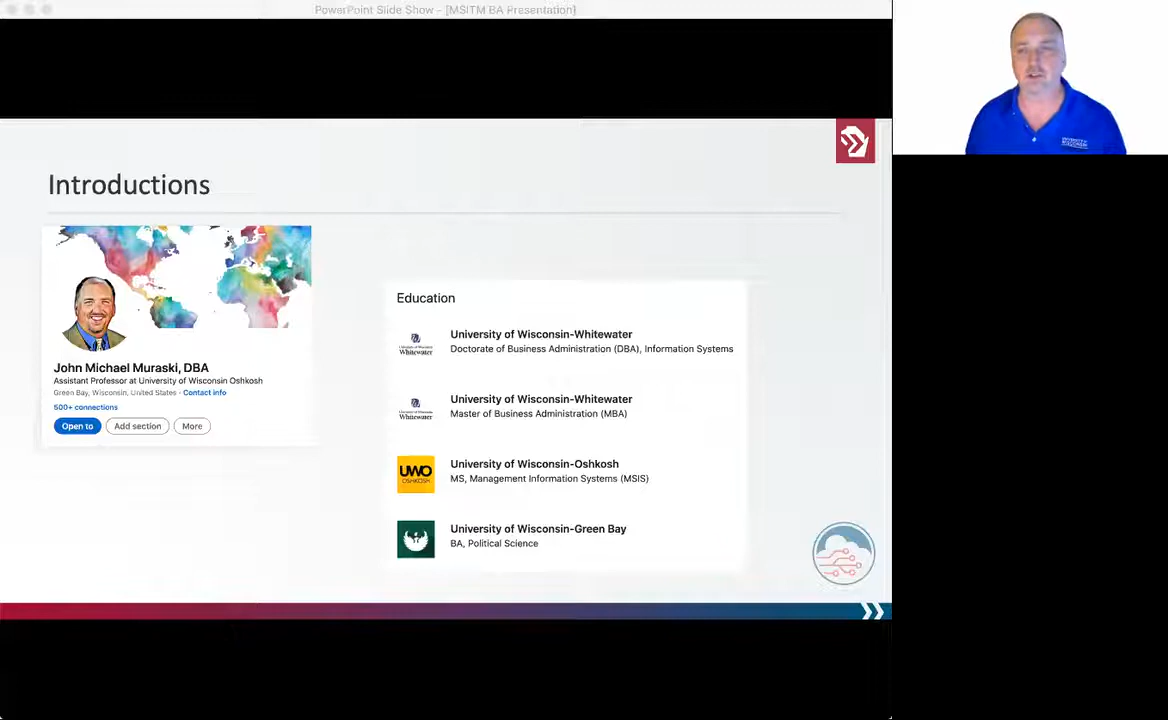 PowerPoint Slide Show - [MSITM BA Presentation]
Introductions
John Michael Muraski, DBA
Assistant Professor at University of Wisconsin Oshkosh
Green Bay, Wisconsin, United States · Contact info
500+ connections
Open to
Add section
More
Education
University of Wisconsin-Whitewater
Doctorate of Business Administration (DBA), Information Systems
Whitewater
University of Wisconsin-Whitewater
Master of Business Administration (MBA)
Whitewater
University of Wisconsin-Oshkosh
MS, Management Information Systems (MSIS)
UWO
OSHKOSH
University of Wisconsin-Green Bay
BA, Political Science
WISCONSIN